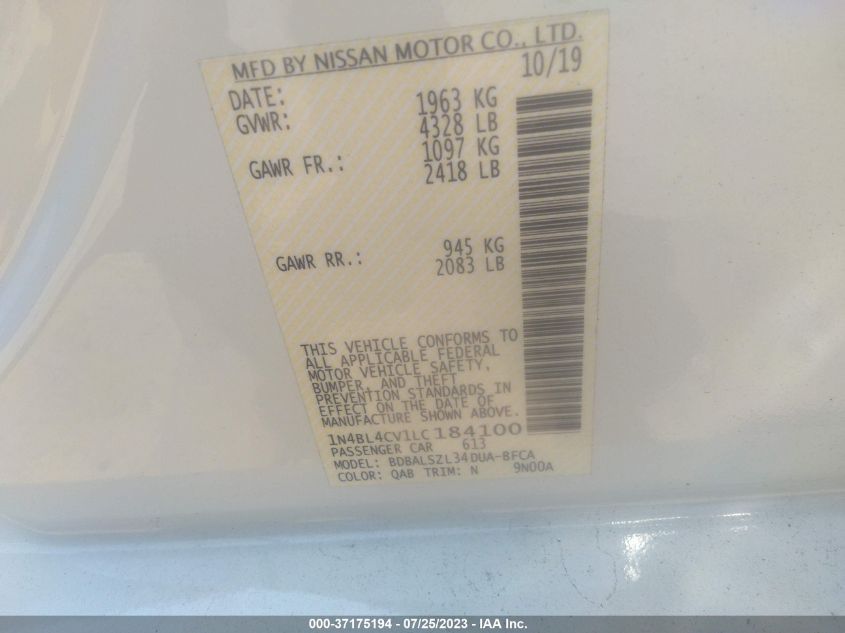 MFD BY NISSAN MOTOR CO., LTD.
DATE: 10/19
GVWR: 1963 KG
4328 LB
GAWR FR.: 1097 KG
2418 LB
GAWR RR.: 945 KG
2083 LB
THIS VEHICLE CONFORMS TO
ALL APPLICABLE FEDERAL
MOTOR VEHICLE SAFETY,
BUMPER, AND THEFT
PREVENTION STANDARDS IN
EFFECT ON THE DATE OF
MANUFACTURE SHOWN ABOVE.
1N4BL4CV1LC184100
PASSENGER CAR 613
MODEL: BDBALSZL34DUA-BFCA
COLOR: QAB TRIM: N 9N00A
000-37175194 - 07/25/2023 - IAA Inc.